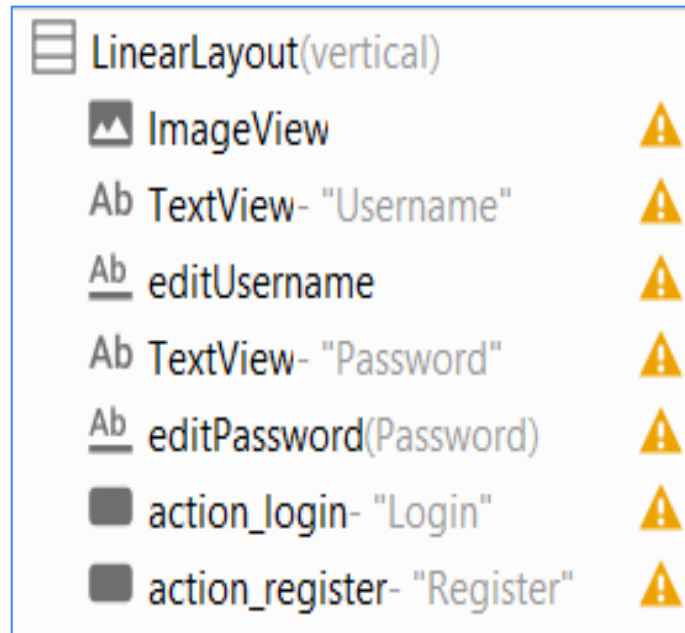 LinearLayout(vertical)
ImageView
Ab TextView- "Username"
Ab editUsername
Ab TextView- "Password"
Ab editPassword(Password)
action_login- "Login"
action_register- "Register"